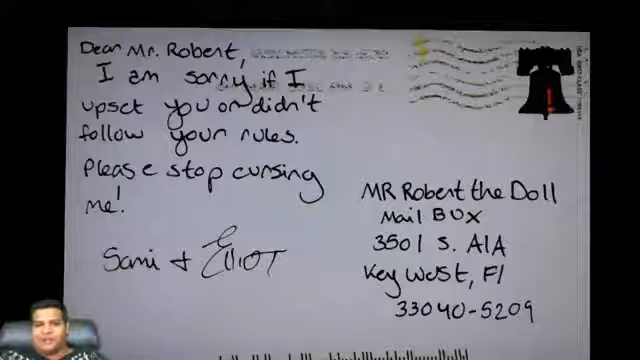 Dear Mr. Robert,
I am sorry if I
upset you or didn't
follow your rules.
Please stop cursing
me!
Sami + Elliot
MR Robert the Doll
Mail BOX
3501 S. A1A
Key West, Fl
33040-5209